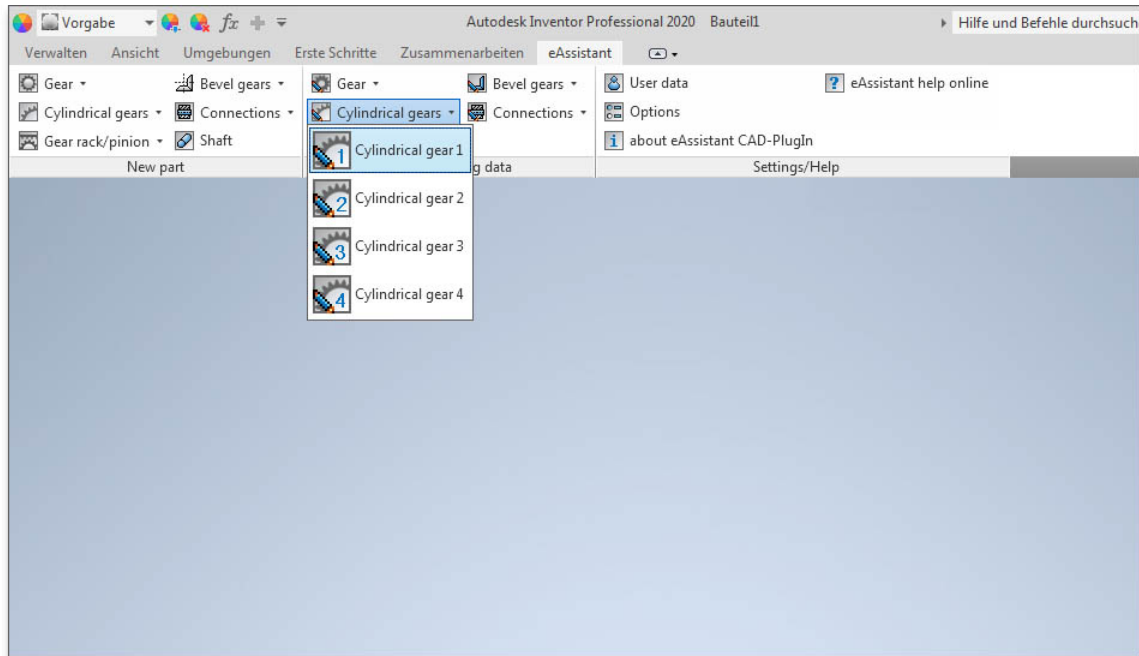 Vorgabe fx Autodesk Inventor Professional 2020 Bauteil1 Hilfe und Befehle durchsuch
Verwalten Ansicht Umgebungen Erste Schritte Zusammenarbeiten eAssistant
Gear Bevel gears Gear Bevel gears User data ? eAssistant help online
Cylindrical gears Connections Cylindrical gears Connections Options
Gear rack/pinion Shaft i about eAssistant CAD-PlugIn
New part g data Settings/Help
1 Cylindrical gear 1
2 Cylindrical gear 2
3 Cylindrical gear 3
4 Cylindrical gear 4